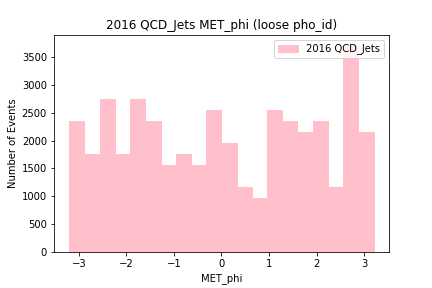 2016 QCD_Jets MET_phi (loose pho_id)
2016 QCD_Jets
Number of Events
3500
3000
2500
2000
1500
1000
500
0
−3 −2 −1 0 1 2 3
MET_phi